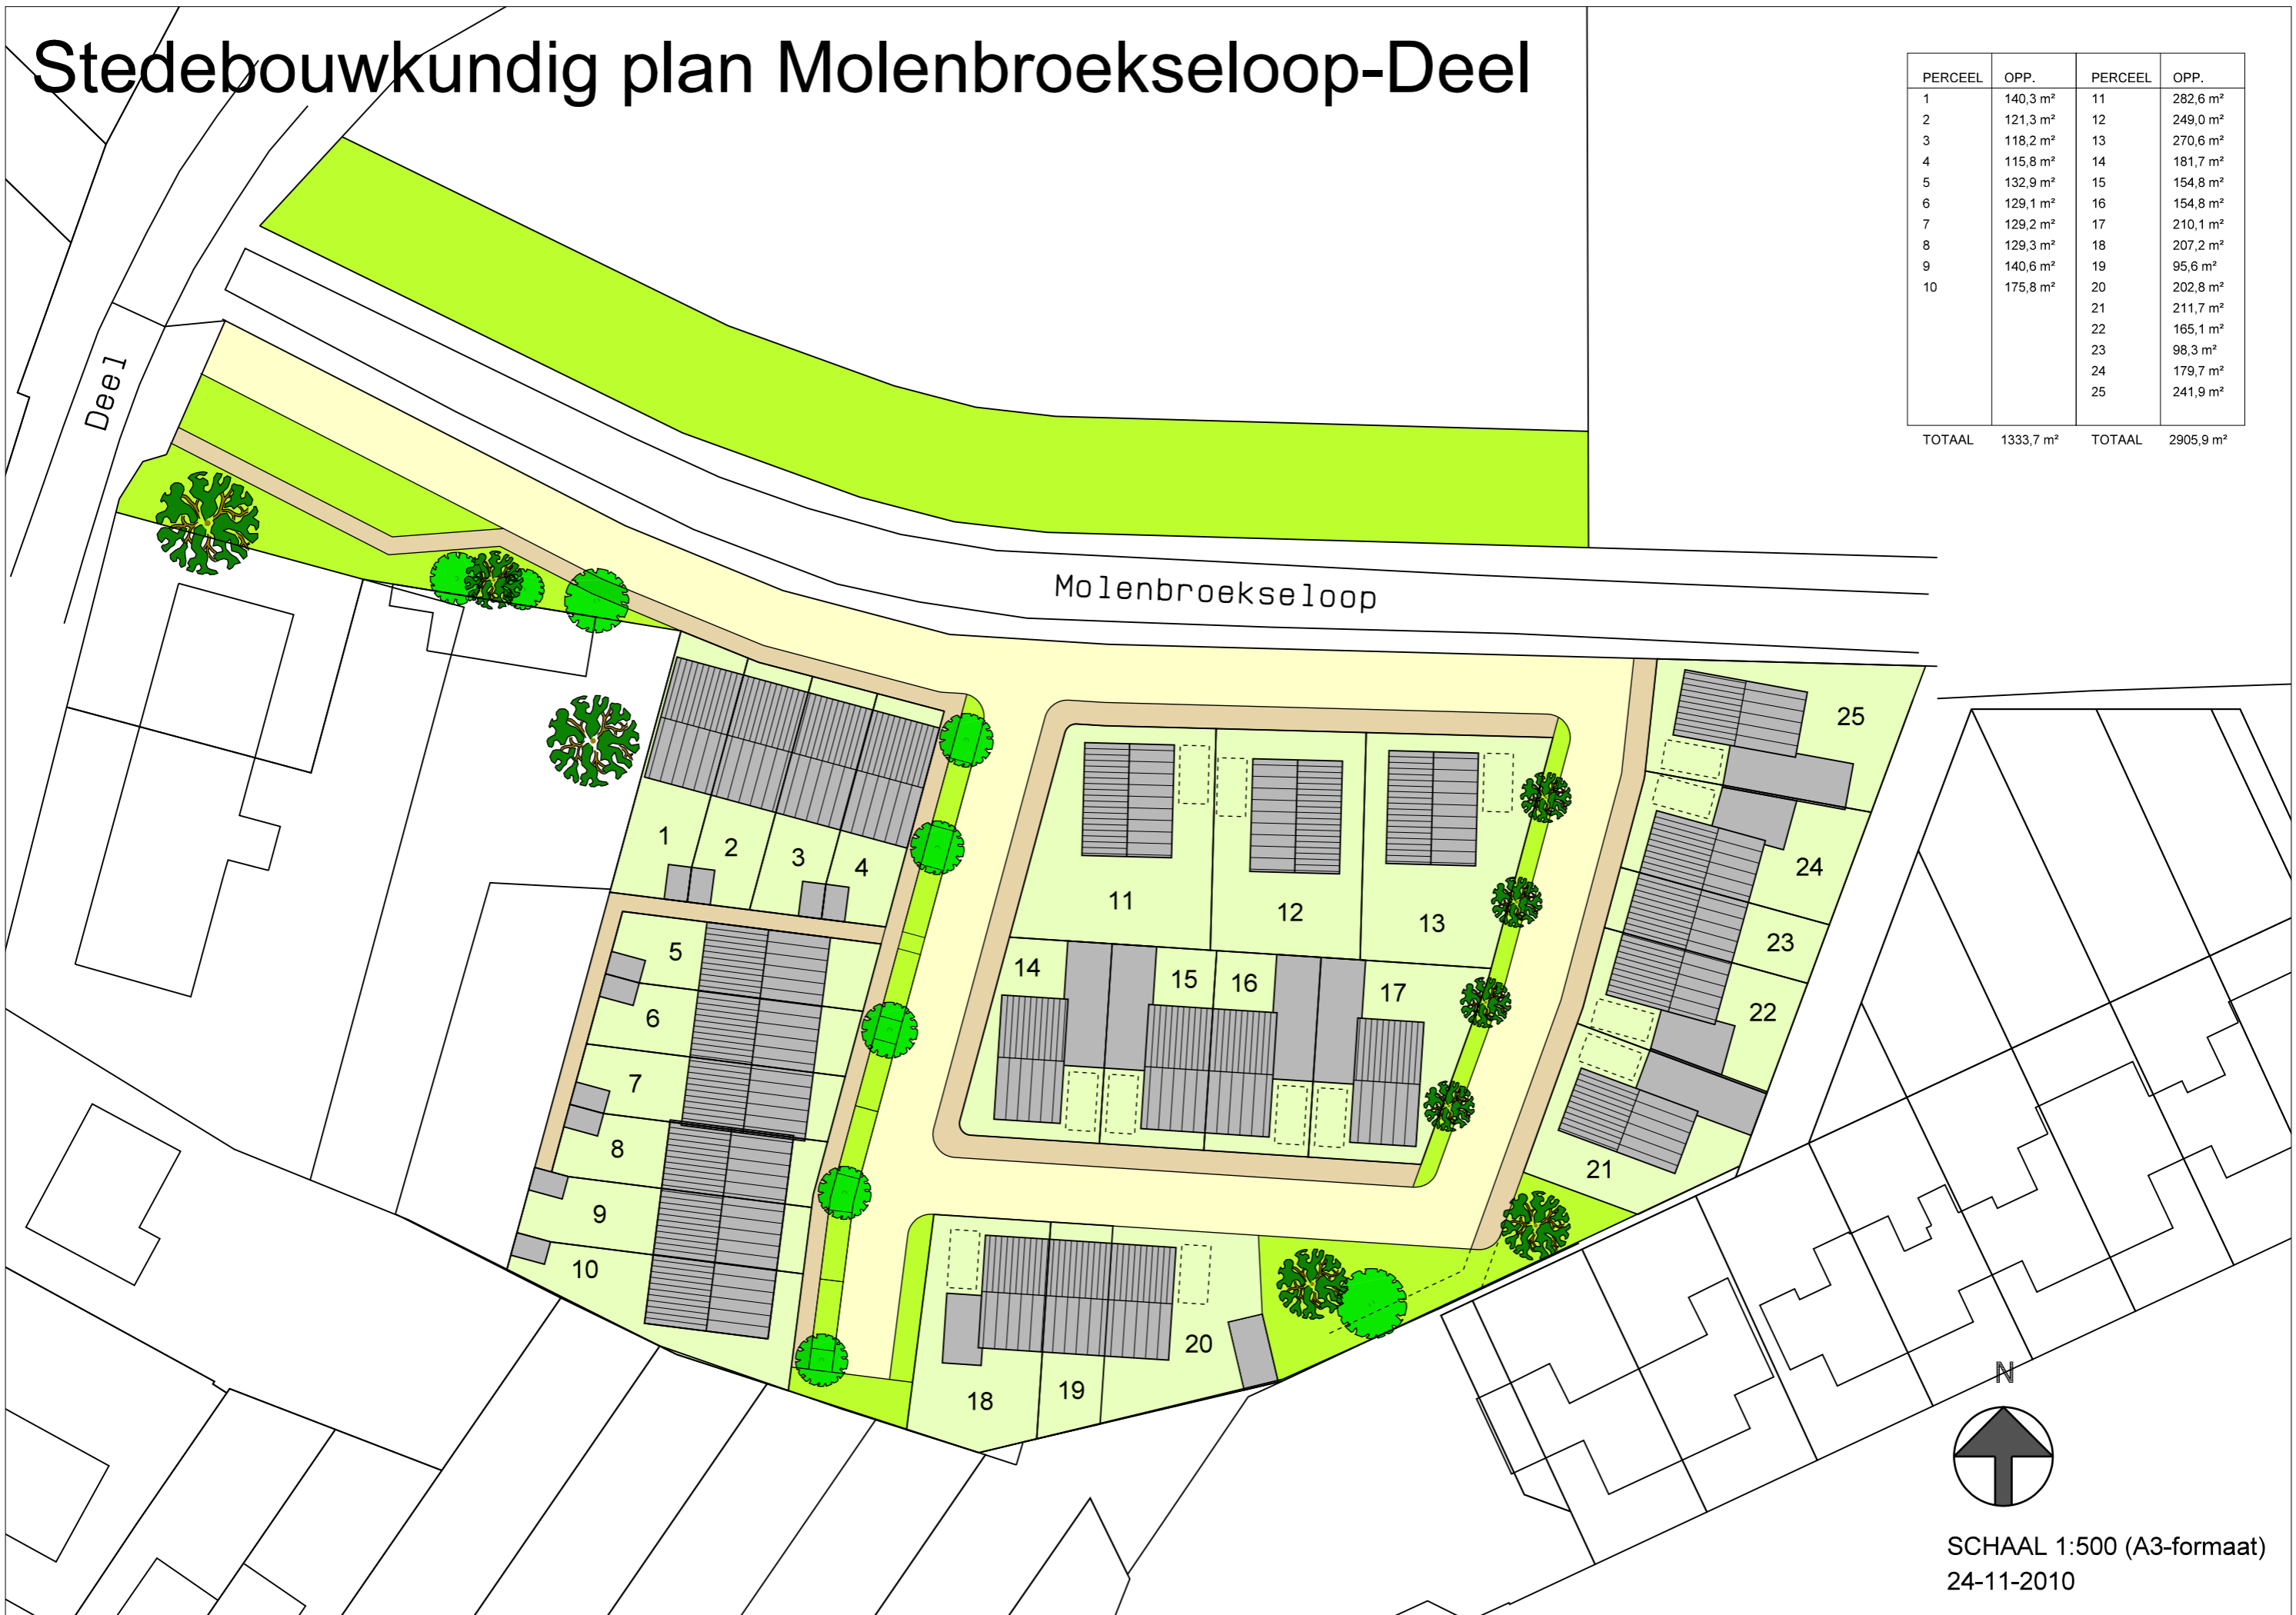 Stedebouwkundig plan Molenbroekseloop-Deel
PERCEEL OPP. PERCEEL OPP.
1 140,3 m² 11 282,6 m²
2 121,3 m² 12 249,0 m²
3 118,2 m² 13 270,6 m²
4 115,8 m² 14 181,7 m²
5 132,9 m² 15 154,8 m²
6 129,1 m² 16 154,8 m²
7 129,2 m² 17 210,1 m²
8 129,3 m² 18 207,2 m²
9 140,6 m² 19 95,6 m²
10 175,8 m² 20 202,8 m²
21 211,7 m²
22 165,1 m²
23 98,3 m²
24 179,7 m²
25 241,9 m²
TOTAAL 1333,7 m² TOTAAL 2905,9 m²
Deel
Molenbroekseloop
1
2
3
4
5
6
7
8
9
10
11
12
13
14
15
16
17
18
19
20
21
22
23
24
25
N
SCHAAL 1:500 (A3-formaat)
24-11-2010